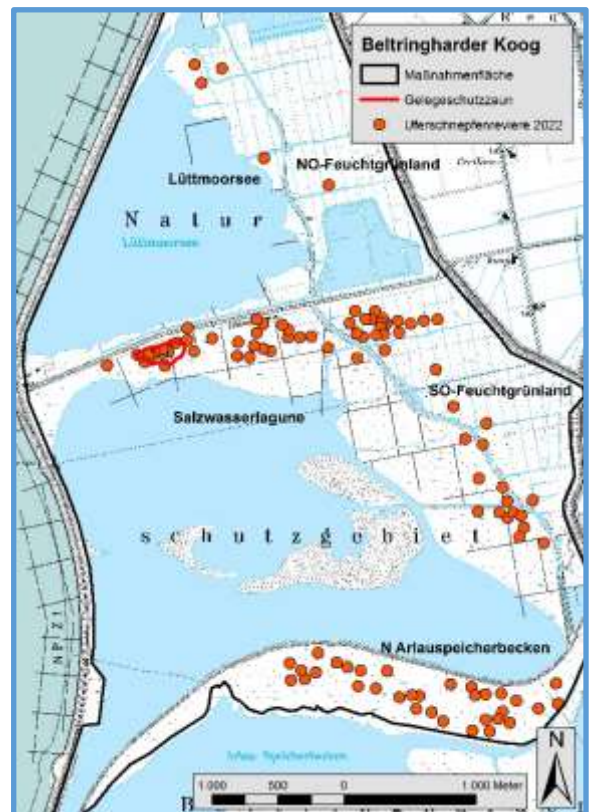 Beltringharder Koog
Maßnahmenfläche
Gelegeschutzzaun
Uferschnepfenreviere 2022
Lüttmoorsee
NO-Feuchtgrünland
Natur
Lüttmoorsee
Salzwasserlagune
SO-Feuchtgrünland
schutzgebiet
N Arlauspeicherbecken
N
1.000 500 0 1.000 Meter